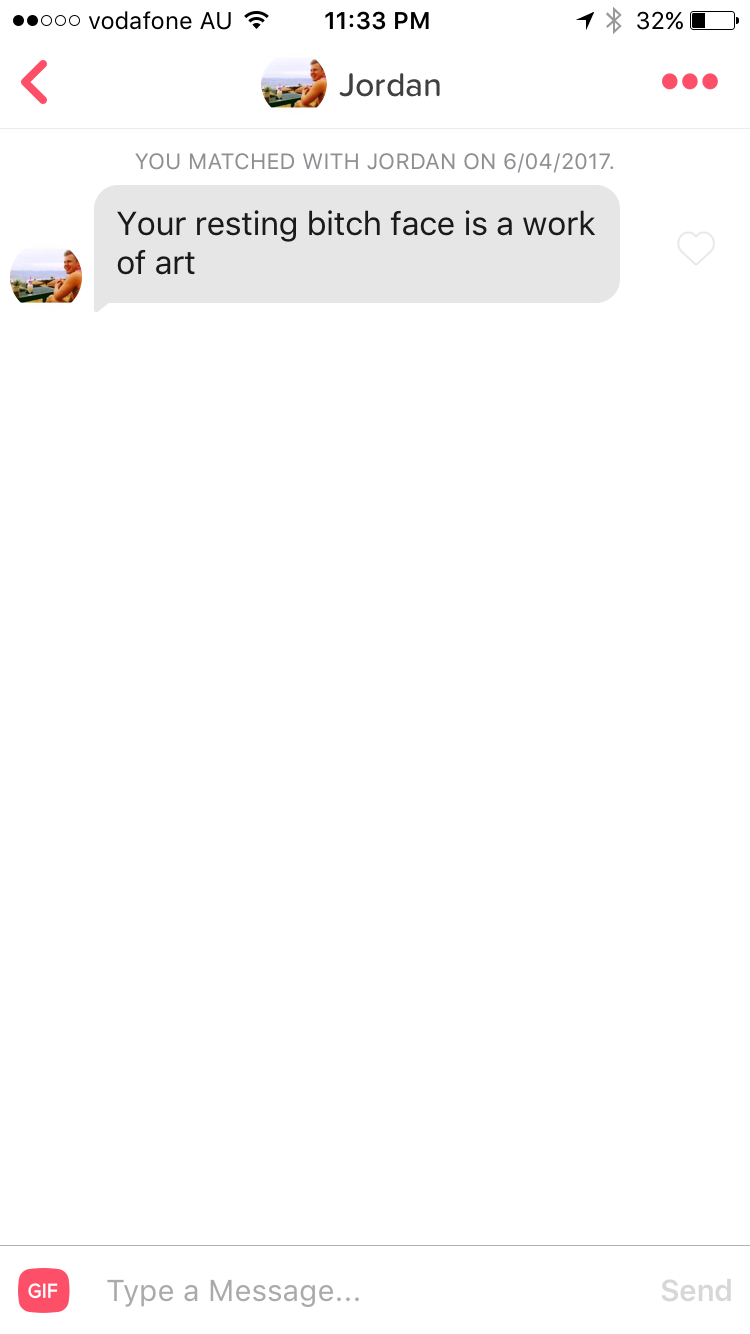 vodafone AU 11:33 PM 32%
Jordan
YOU MATCHED WITH JORDAN ON 6/04/2017.
Your resting bitch face is a work
of art
GIF Type a Message... Send